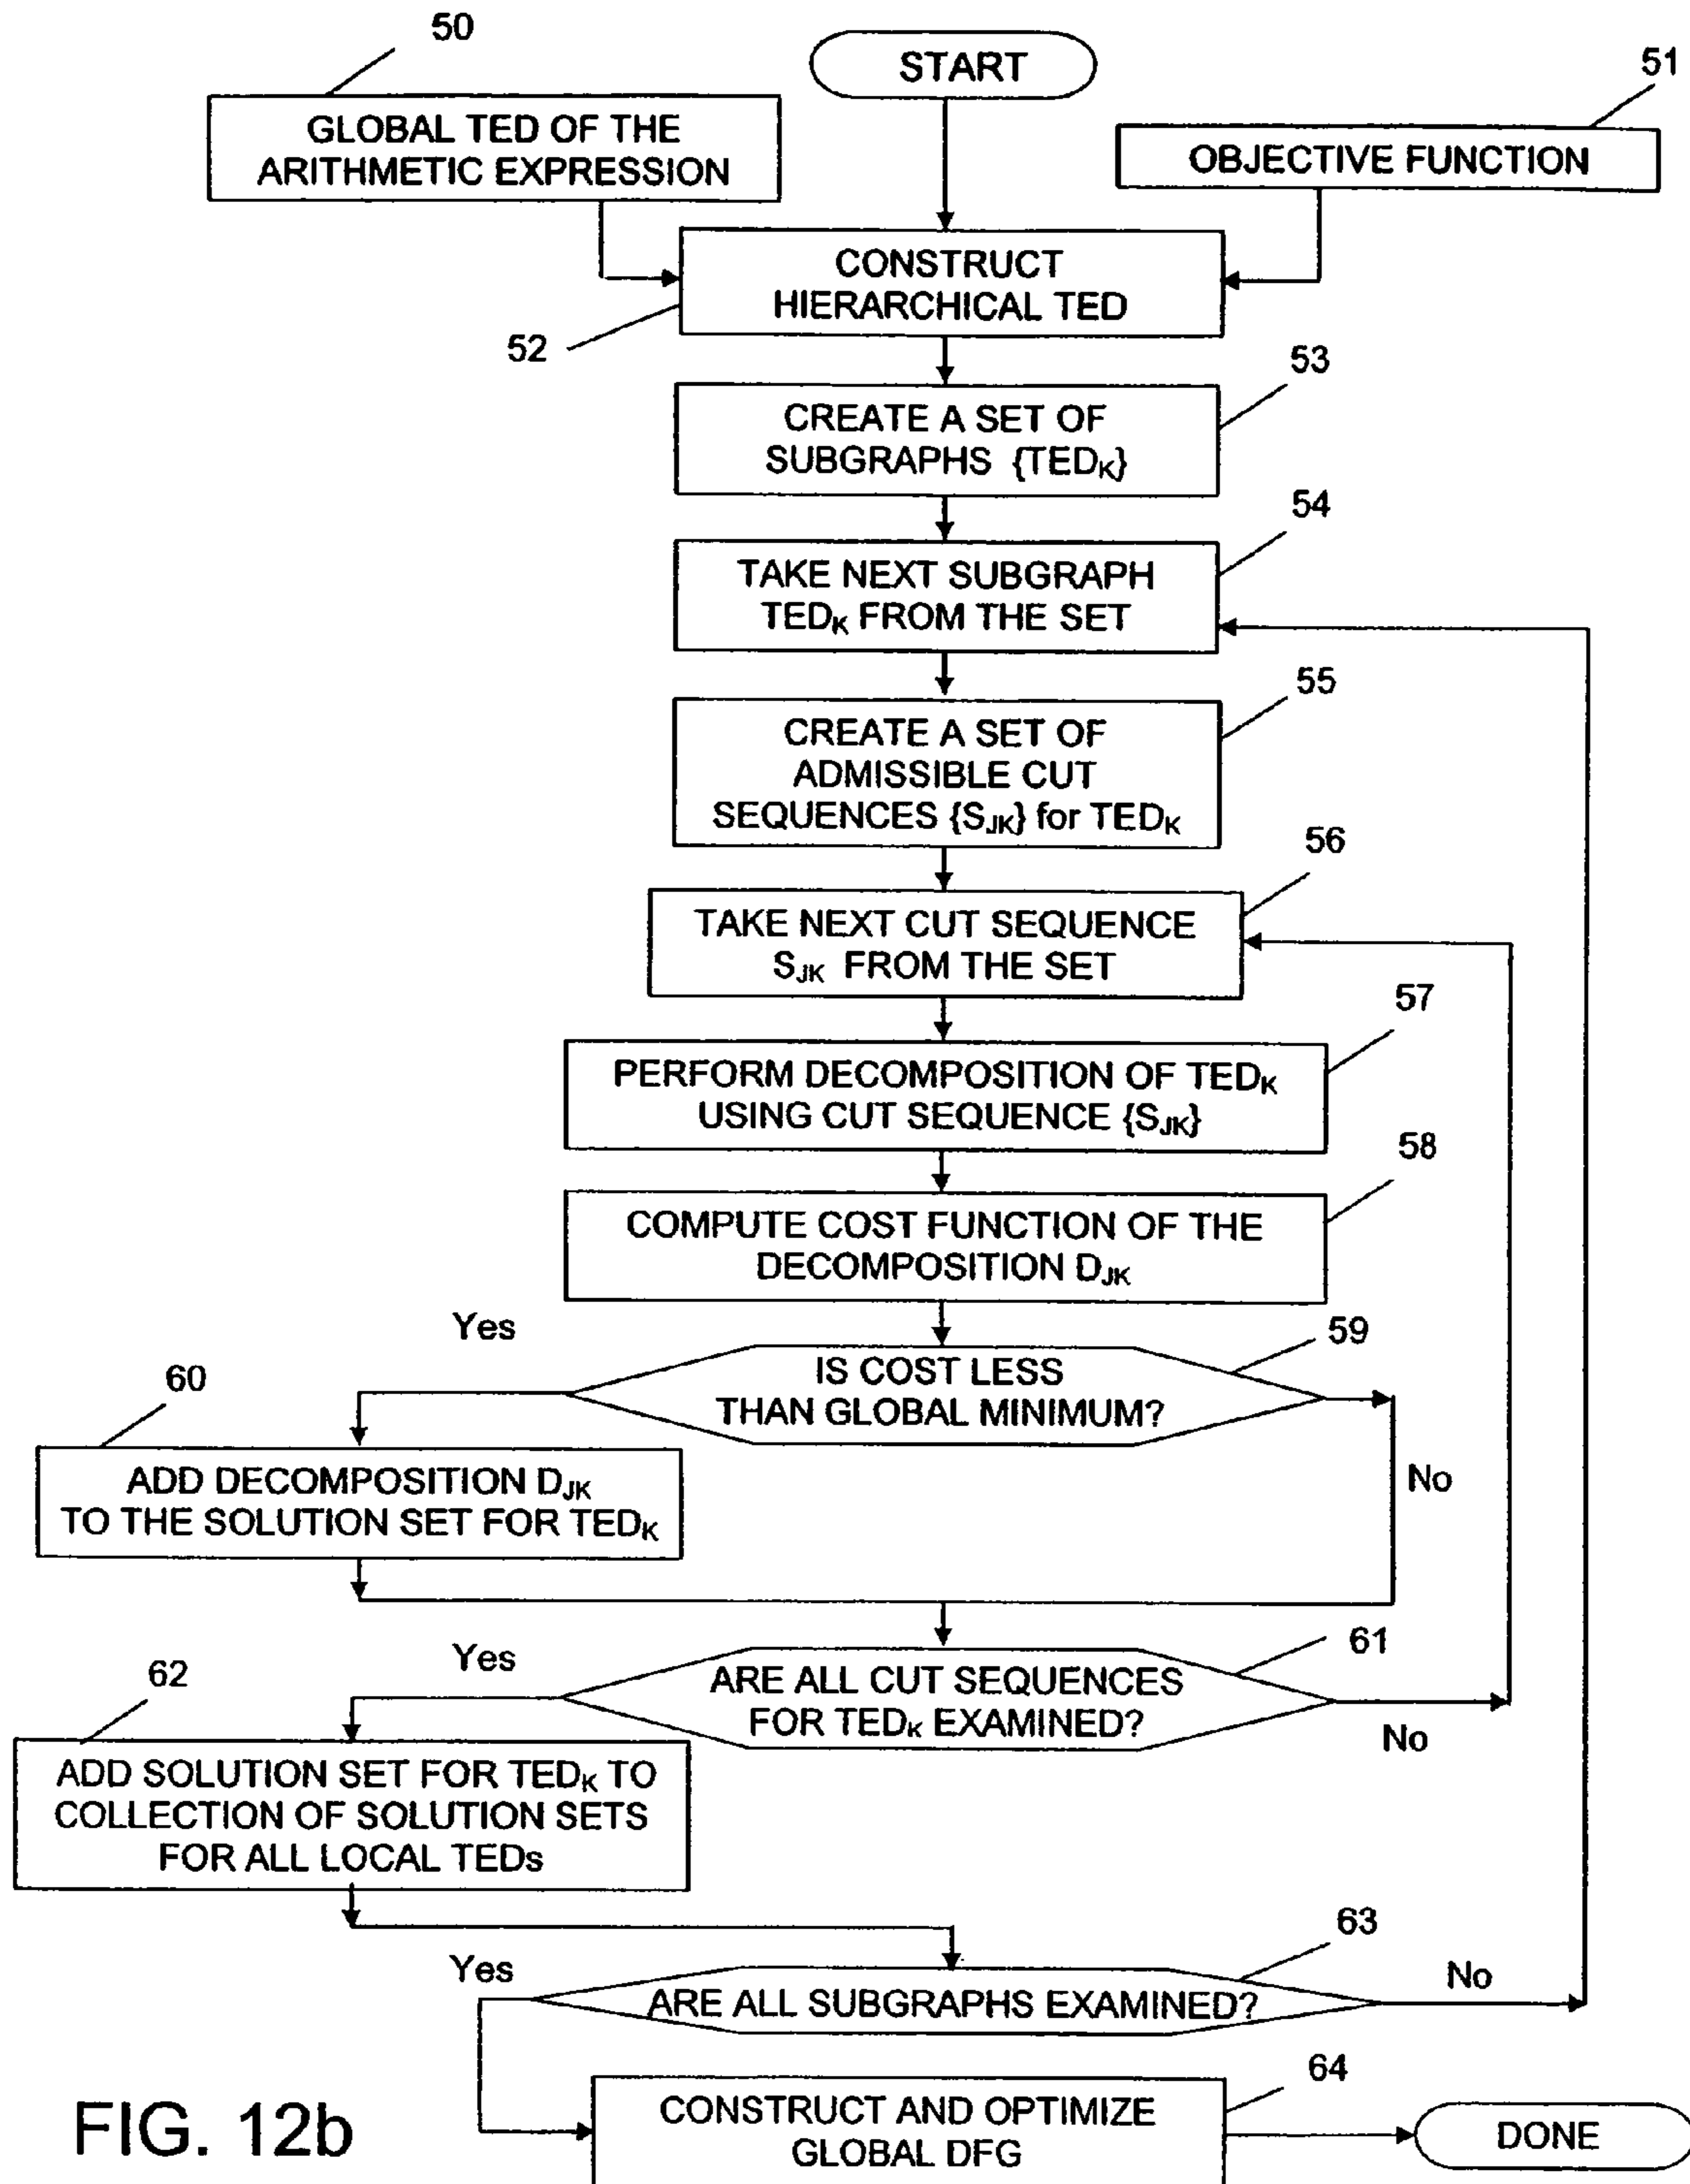 50
START
51
GLOBAL TED OF THE
ARITHMETIC EXPRESSION
OBJECTIVE FUNCTION
CONSTRUCT
HIERARCHICAL TED
52
53
CREATE A SET OF
SUBGRAPHS {TEDK}
54
TAKE NEXT SUBGRAPH
TEDK FROM THE SET
55
CREATE A SET OF
ADMISSIBLE CUT
SEQUENCES {SJK} for TEDK
56
TAKE NEXT CUT SEQUENCE
SJK FROM THE SET
57
PERFORM DECOMPOSITION OF TEDK
USING CUT SEQUENCE {SJK}
58
COMPUTE COST FUNCTION OF THE
DECOMPOSITION DJK
Yes
59
IS COST LESS
THAN GLOBAL MINIMUM?
60
No
ADD DECOMPOSITION DJK
TO THE SOLUTION SET FOR TEDK
61
Yes
ARE ALL CUT SEQUENCES
FOR TEDK EXAMINED?
No
62
ADD SOLUTION SET FOR TEDK TO
COLLECTION OF SOLUTION SETS
FOR ALL LOCAL TEDs
63
Yes
No
ARE ALL SUBGRAPHS EXAMINED?
64
CONSTRUCT AND OPTIMIZE
GLOBAL DFG
DONE
FIG. 12b